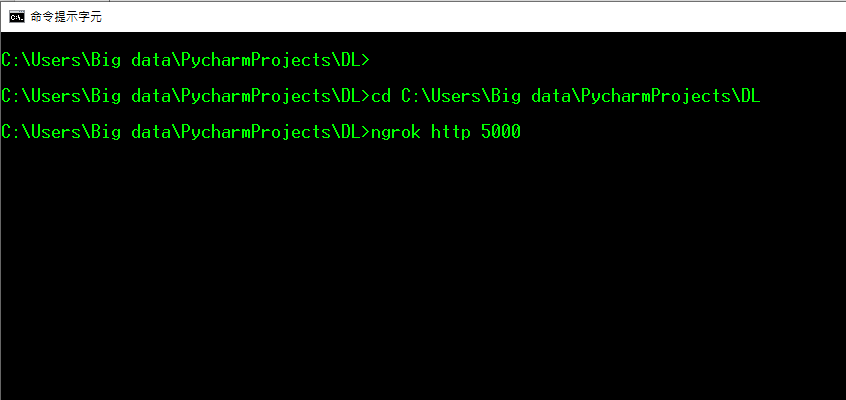 命令提示字元
C:\Users\Big data\PycharmProjects\DL>
C:\Users\Big data\PycharmProjects\DL>cd C:\Users\Big data\PycharmProjects\DL
C:\Users\Big data\PycharmProjects\DL>ngrok http 5000